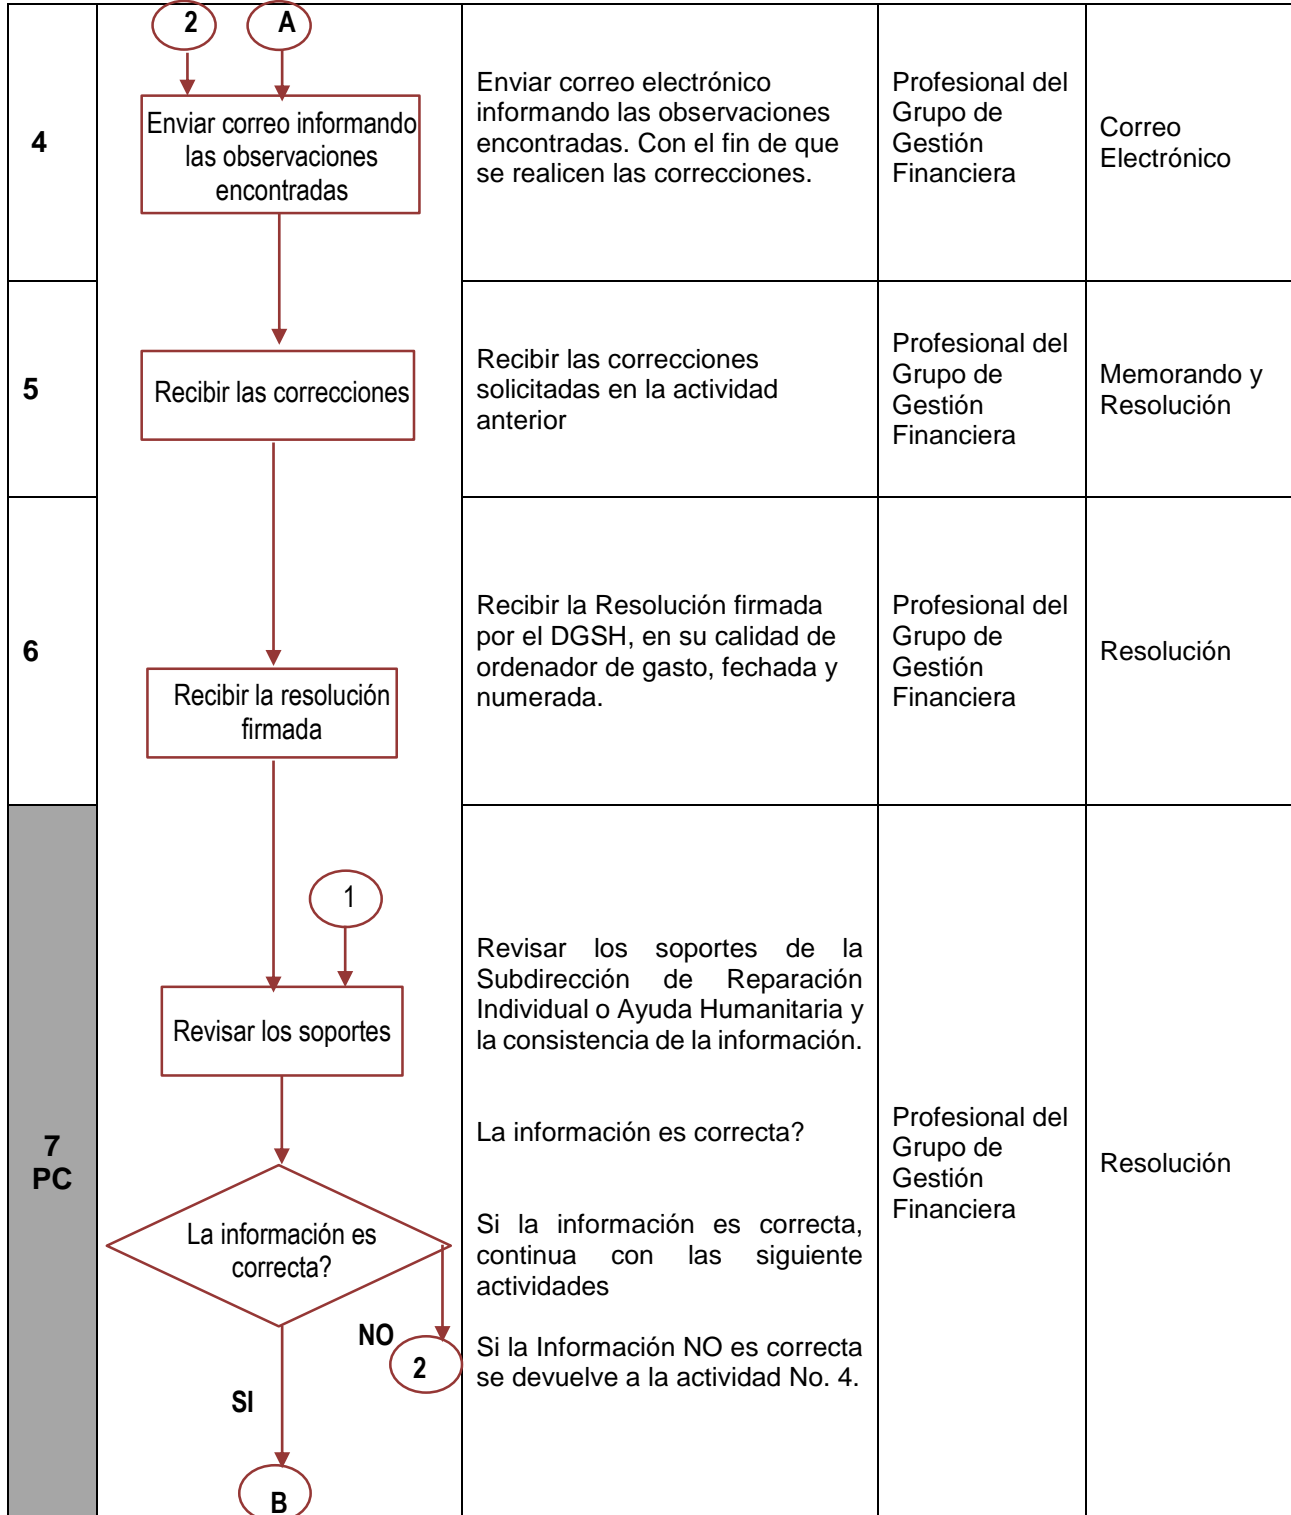 2
A
4
Enviar correo informando
las observaciones
encontradas
Enviar correo electrónico
informando las observaciones
encontradas. Con el fin de que
se realicen las correcciones.
Profesional del
Grupo de
Gestión
Financiera
Correo
Electrónico
5
Recibir las correcciones
Recibir las correcciones
solicitadas en la actividad
anterior
Profesional del
Grupo de
Gestión
Financiera
Memorando y
Resolución
6
Recibir la resolución
firmada
Recibir la Resolución firmada
por el DGSH, en su calidad de
ordenador de gasto, fechada y
numerada.
Profesional del
Grupo de
Gestión
Financiera
Resolución
7
PC
1
Revisar los soportes
La información es
correcta?
NO
2
SI
B
Revisar los soportes de la
Subdirección de Reparación
Individual o Ayuda Humanitaria y
la consistencia de la información.
La información es correcta?
Si la información es correcta,
continua con las siguiente
actividades
Si la Información NO es correcta
se devuelve a la actividad No. 4.
Profesional del
Grupo de
Gestión
Financiera
Resolución